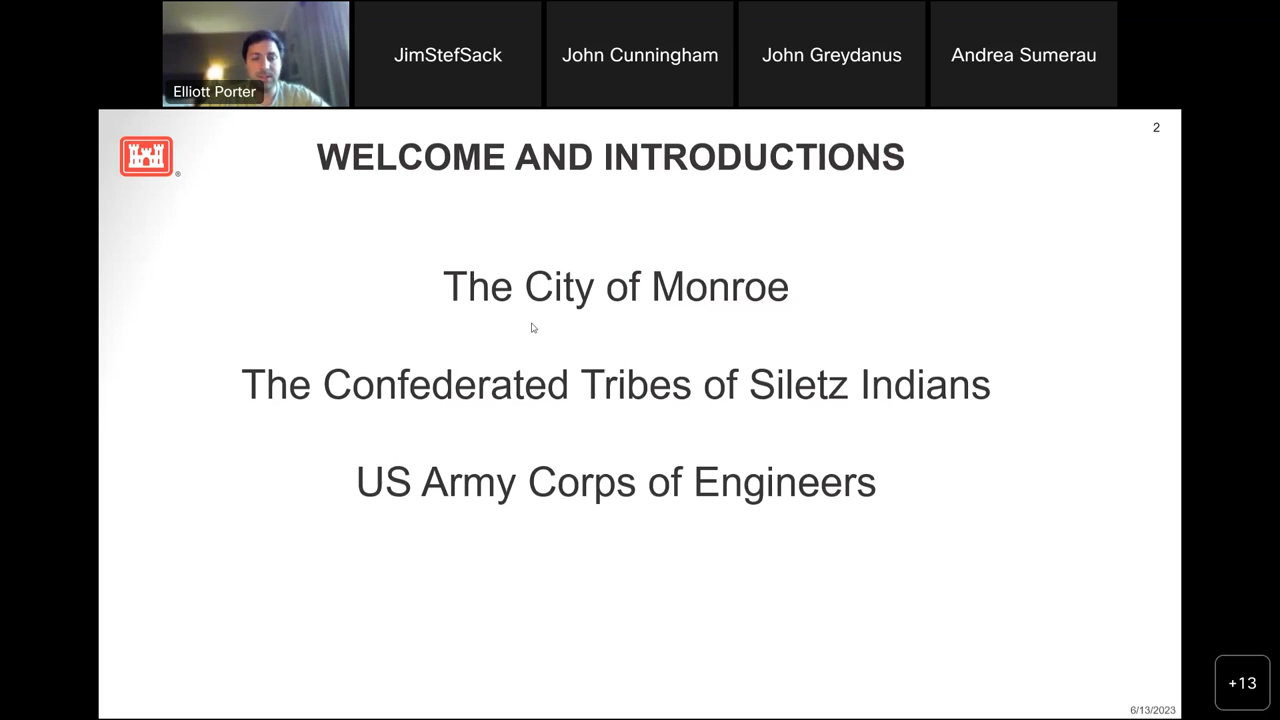 Elliott Porter
JimStefSack
John Cunningham
John Greydanus
Andrea Sumerau
2
®
WELCOME AND INTRODUCTIONS
The City of Monroe
The Confederated Tribes of Siletz Indians
US Army Corps of Engineers
+13
6/13/2023